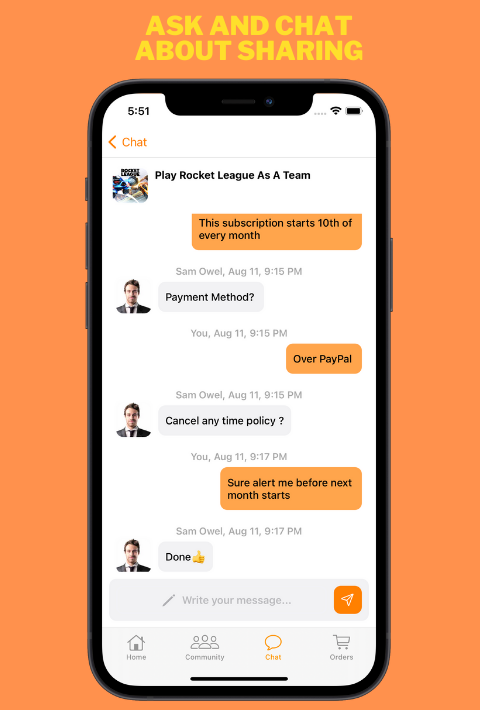 ASK AND CHAT
ABOUT SHARING
5:51
Chat
ROCKET
LEAGUE
Play Rocket League As A Team
This subscription starts 10th of
every month
Sam Owel, Aug 11, 9:15 PM
Payment Method?
You, Aug 11, 9:15 PM
Over PayPal
Sam Owel, Aug 11, 9:15 PM
Cancel any time policy ?
You, Aug 11, 9:17 PM
Sure alert me before next
month starts
Sam Owel, Aug 11, 9:17 PM
Done👍
Write your message...
Home
Community
Chat
Orders